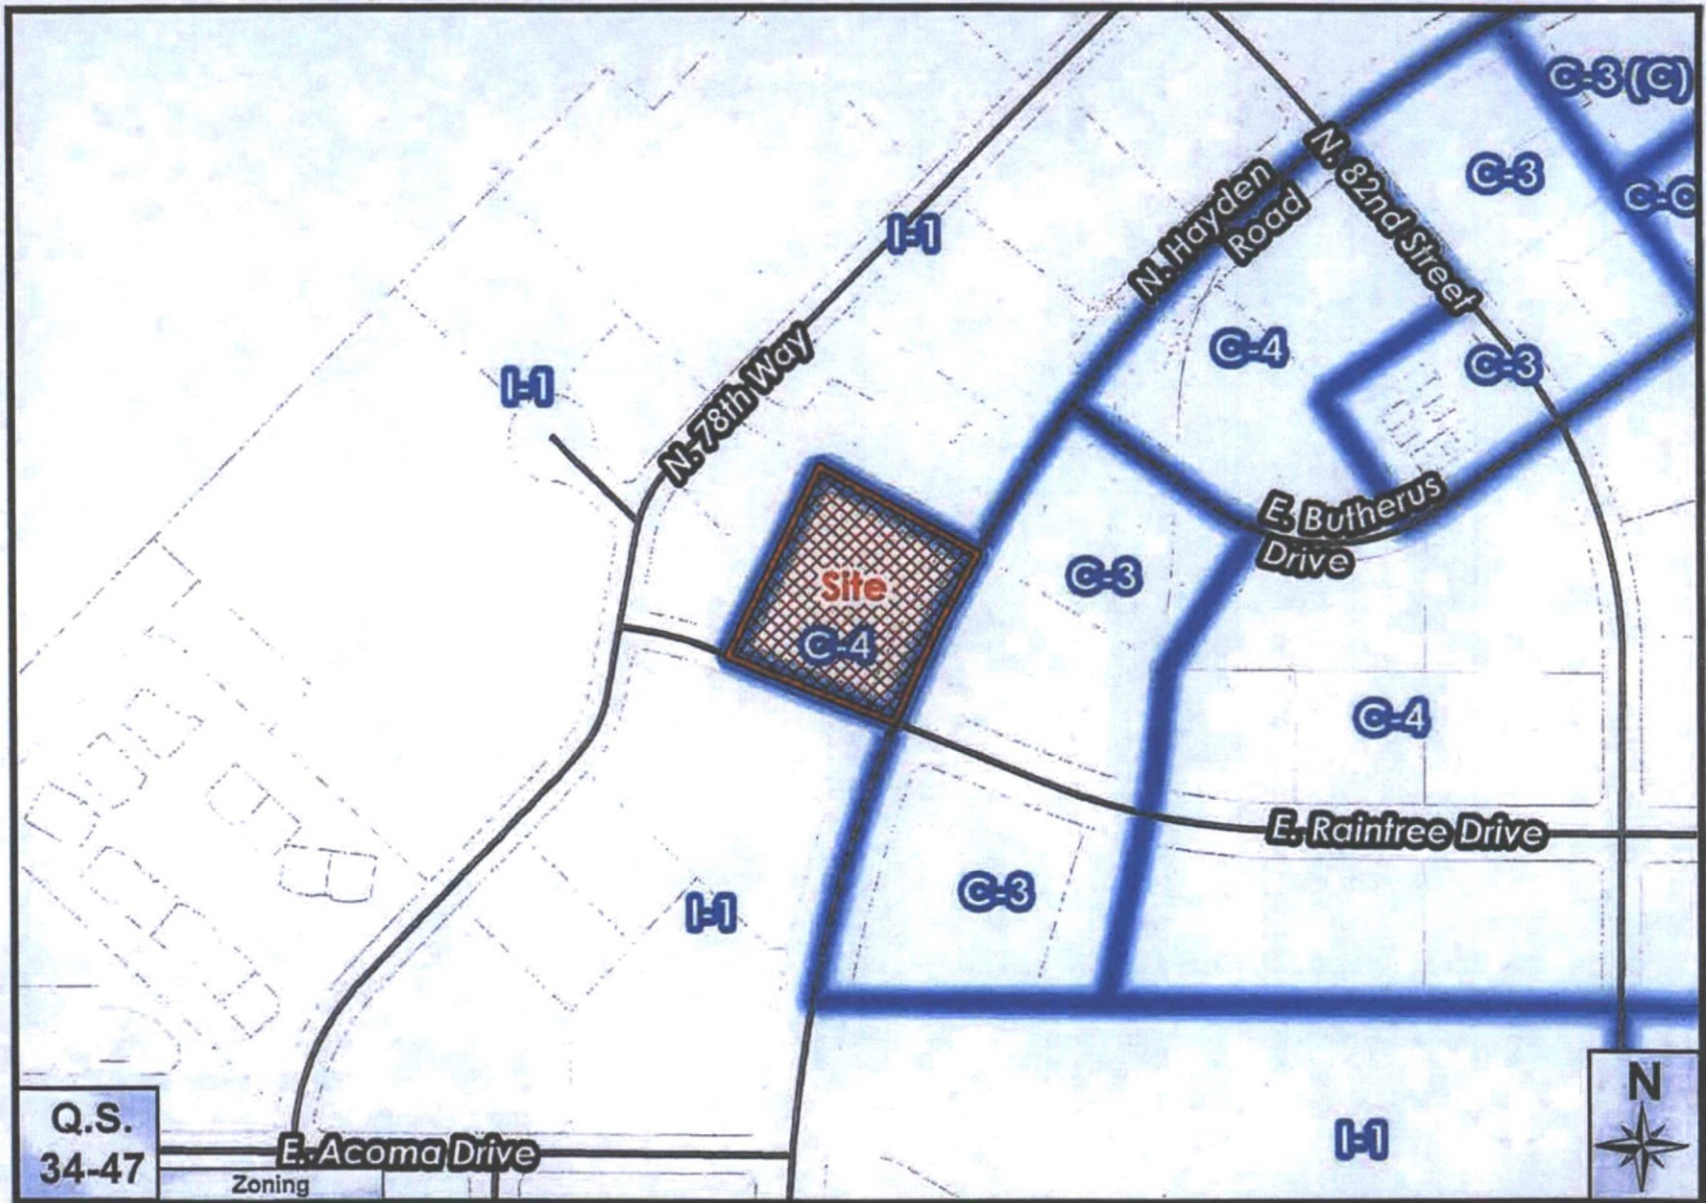 C-3 (C)
C-3
C-O
N. 82nd Street
N. Hayden
Road
I-1
C-4
C-3
N. 78th Way
I-1
E. Butherus
Drive
Site
C-4
C-3
C-4
E. Raintree Drive
C-3
I-1
N
I-1
Q.S.
34-47
E. Acoma Drive
Zoning